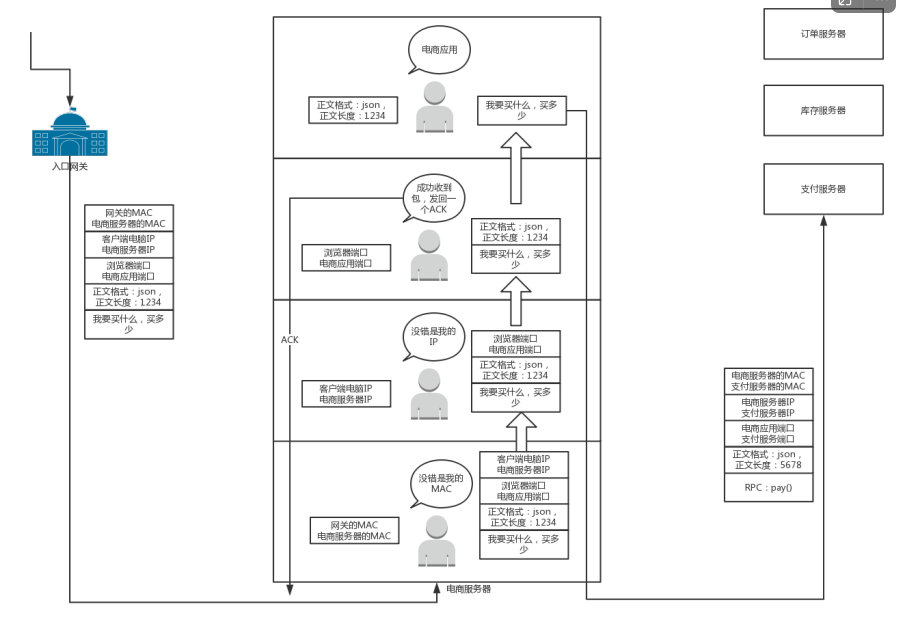 入口网关
网关的MAC
电商服务器的MAC
客户端电脑IP
电商服务器IP
浏览器端口
电商应用端口
正文格式：json，
正文长度：1234
我要买什么，买多
少
电商应用
正文格式：json，
正文长度：1234
我要买什么，买多
少
成功收到
包，发回一
个ACK
浏览器端口
电商应用端口
正文格式：json，
正文长度：1234
我要买什么，买多
少
ACK
没错是我的
IP
客户端电脑IP
电商服务器IP
浏览器端口
电商应用端口
正文格式：json，
正文长度：1234
我要买什么，买多
少
没错是我的
MAC
网关的MAC
电商服务器的MAC
客户端电脑IP
电商服务器IP
浏览器端口
电商应用端口
正文格式：json，
正文长度：1234
我要买什么，买多
少
电商服务器
订单服务器
库存服务器
支付服务器
电商服务器的MAC
支付服务器的MAC
电商服务器IP
支付服务器IP
电商应用端口
支付服务端口
正文格式：json，
正文长度：5678
RPC：pay()